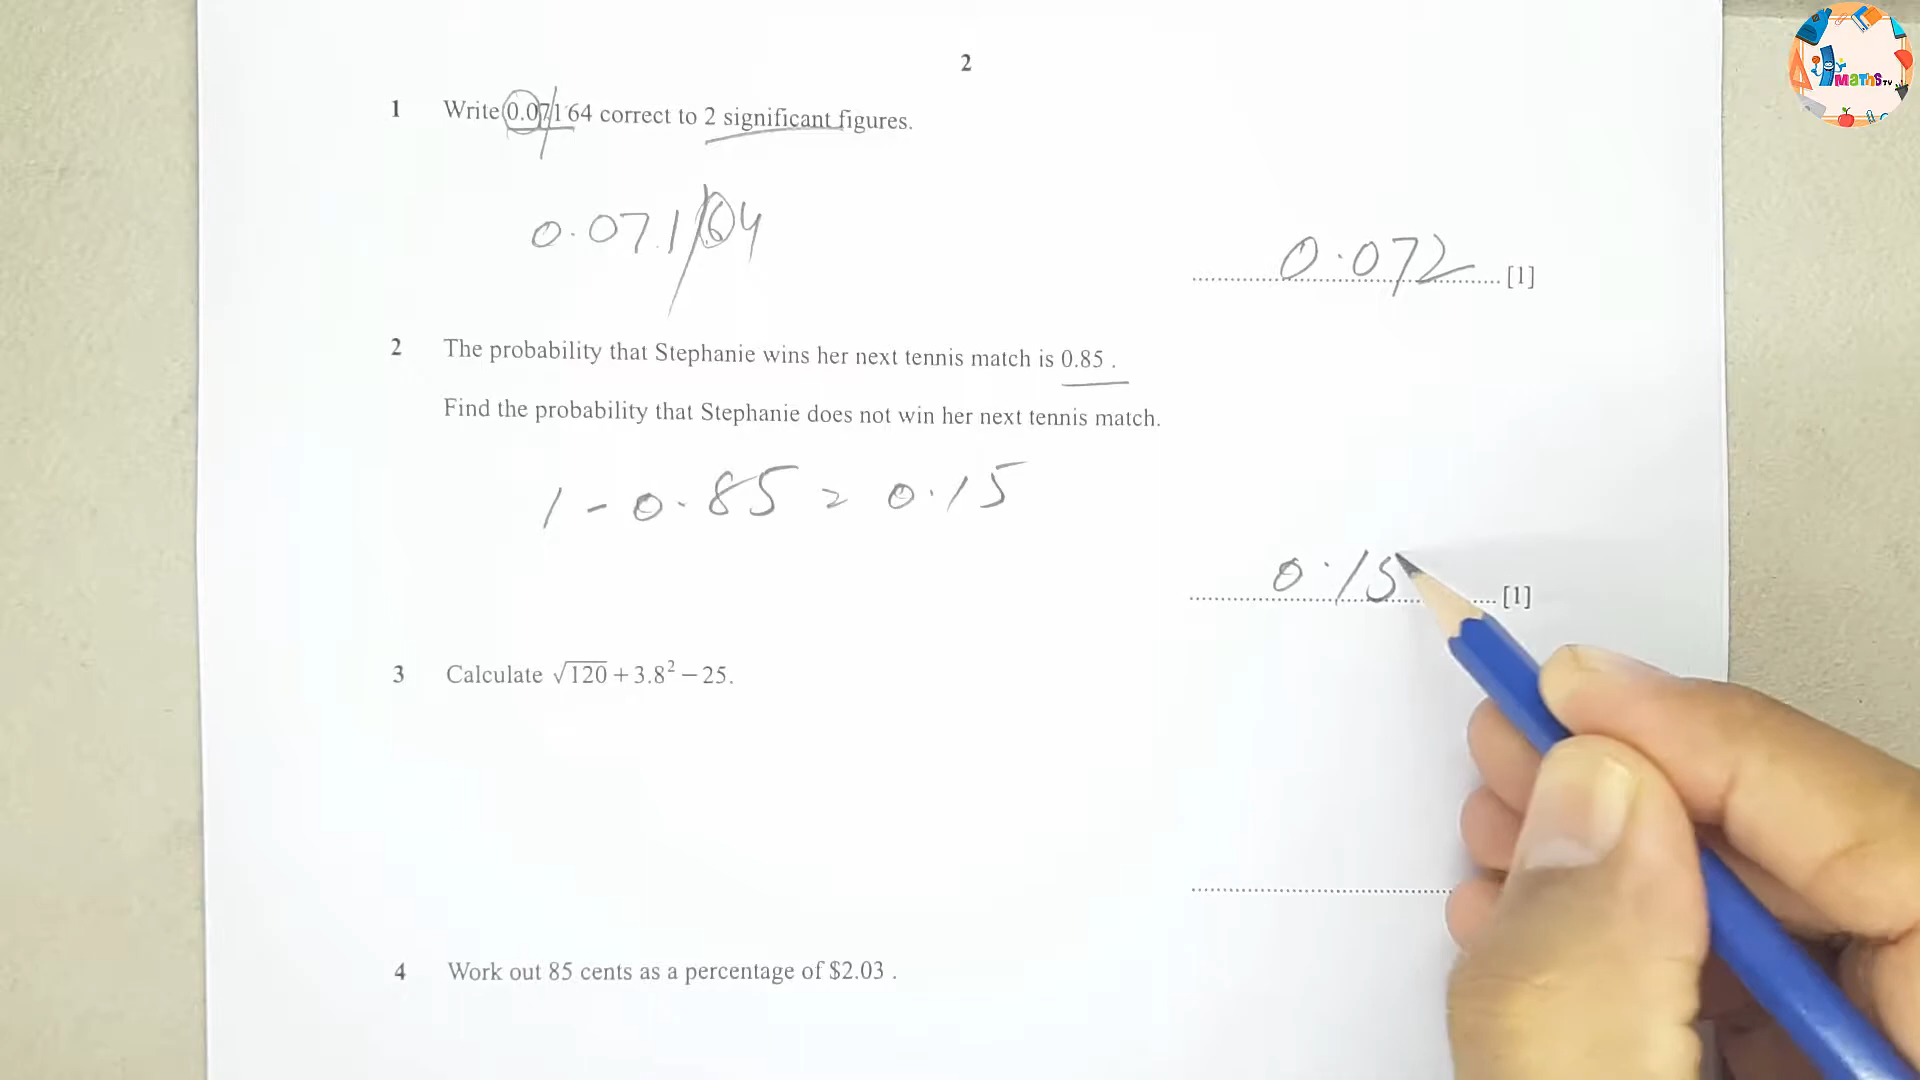 2
MATHS TV
1 Write 0.07164 correct to 2 significant figures.
0.07164
0.072 [1]
2 The probability that Stephanie wins her next tennis match is 0.85 .
Find the probability that Stephanie does not win her next tennis match.
1 - 0.85 = 0.15
0.15 [1]
3 Calculate √120 + 3.8² − 25.
4 Work out 85 cents as a percentage of $2.03 .